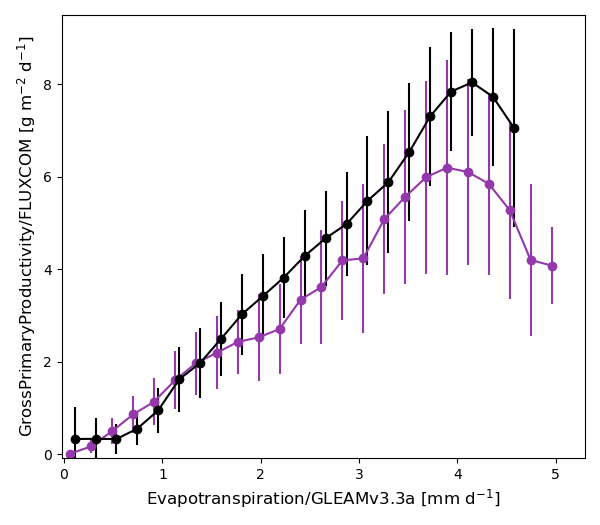 GrossPrimaryProductivity/FLUXCOM [g m⁻² d⁻¹]
8
6
4
2
0
0 1 2 3 4 5
Evapotranspiration/GLEAMv3.3a [mm d⁻¹]